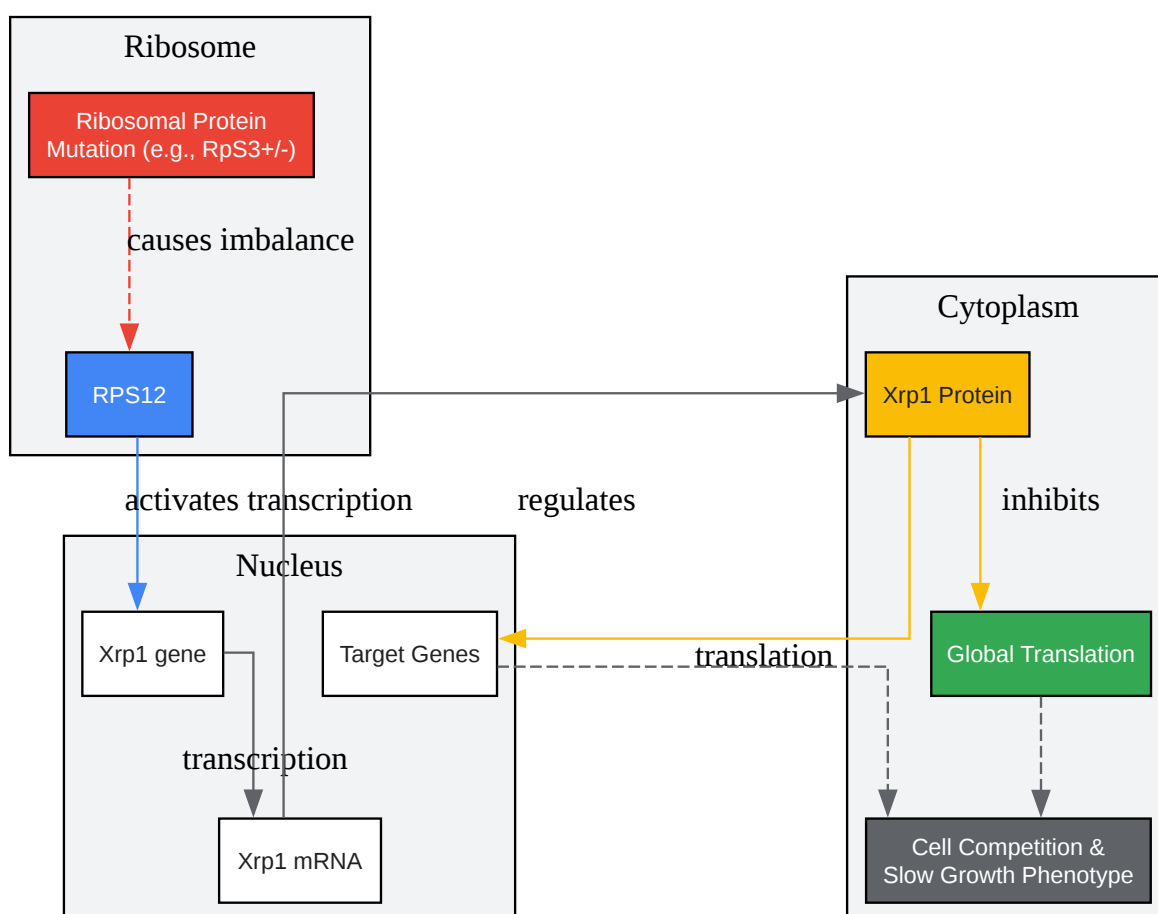 Ribosome
Ribosomal Protein
Mutation (e.g., RpS3+/-)
causes imbalance
Cytoplasm
RPS12
Xrp1 Protein
activates transcription
regulates
inhibits
Nucleus
Xrp1 gene
Target Genes
translation
Global Translation
transcription
Xrp1 mRNA
Cell Competition &
Slow Growth Phenotype